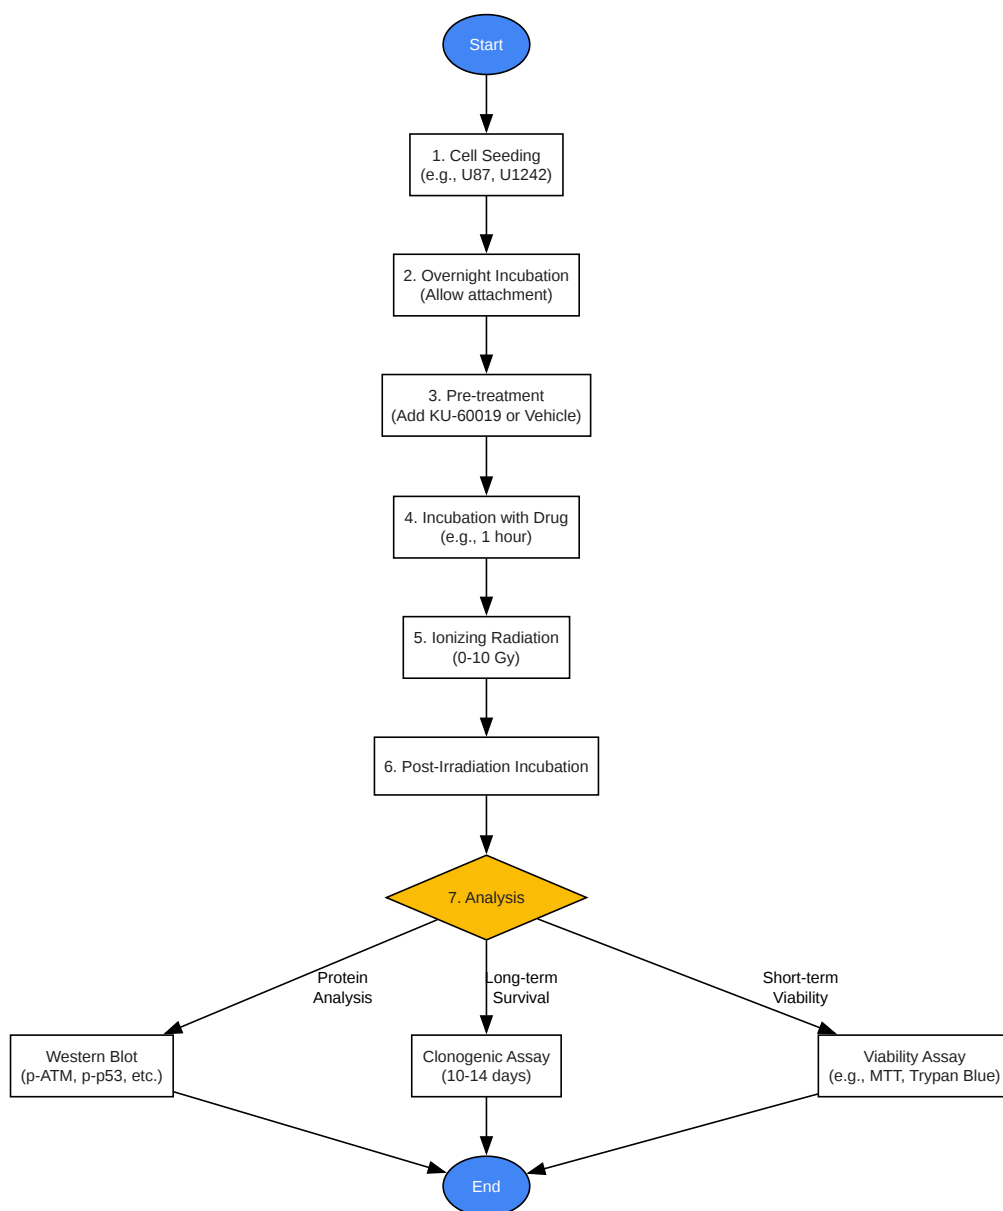 Start
1. Cell Seeding
(e.g., U87, U1242)
2. Overnight Incubation
(Allow attachment)
3. Pre-treatment
(Add KU-60019 or Vehicle)
4. Incubation with Drug
(e.g., 1 hour)
5. Ionizing Radiation
(0-10 Gy)
6. Post-Irradiation Incubation
7. Analysis
Protein
Analysis
Long-term
Survival
Short-term
Viability
Western Blot
(p-ATM, p-p53, etc.)
Clonogenic Assay
(10-14 days)
Viability Assay
(e.g., MTT, Trypan Blue)
End